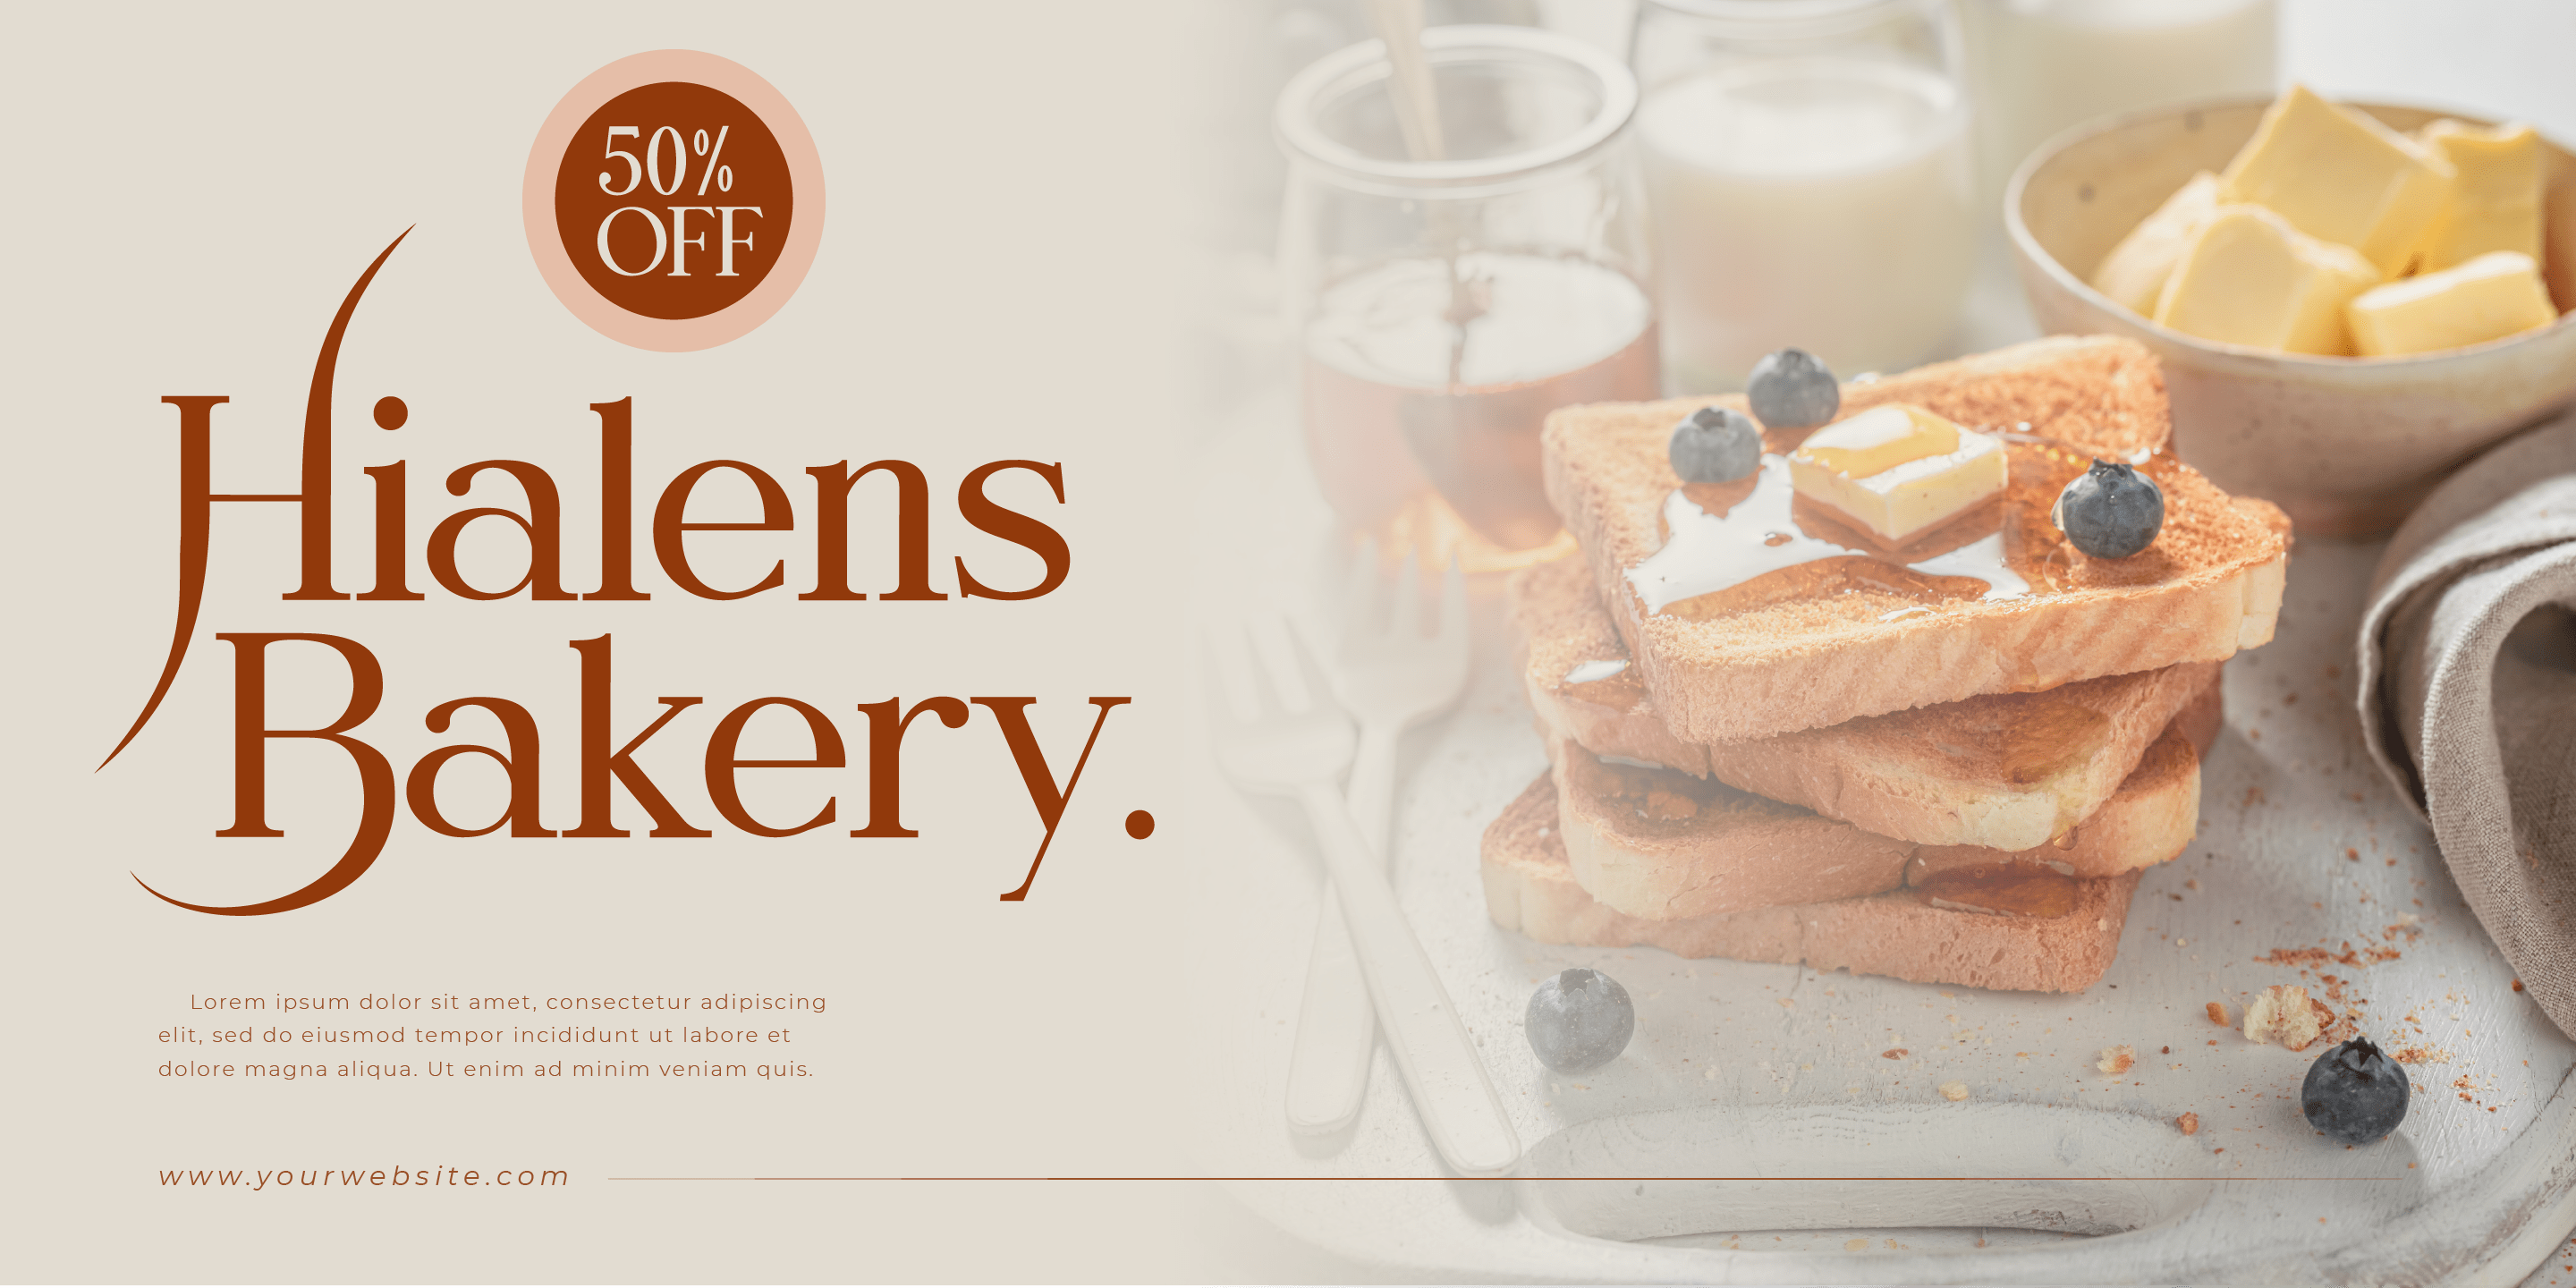 50%
OFF
Hialens
Bakery.
Lorem ipsum dolor sit amet, consectetur adipiscing
elit, sed do eiusmod tempor incididunt ut labore et
dolore magna aliqua. Ut enim ad minim veniam quis.
www.yourwebsite.com